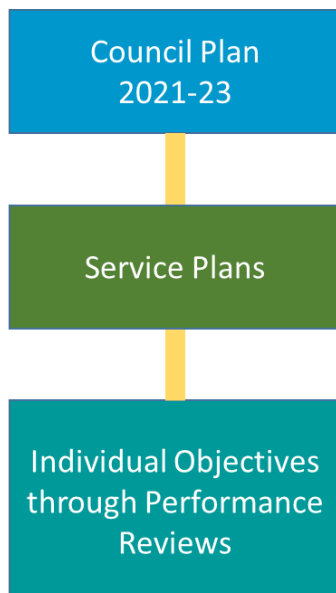 Council Plan
2021-23
Service Plans
Individual Objectives
through Performance
Reviews